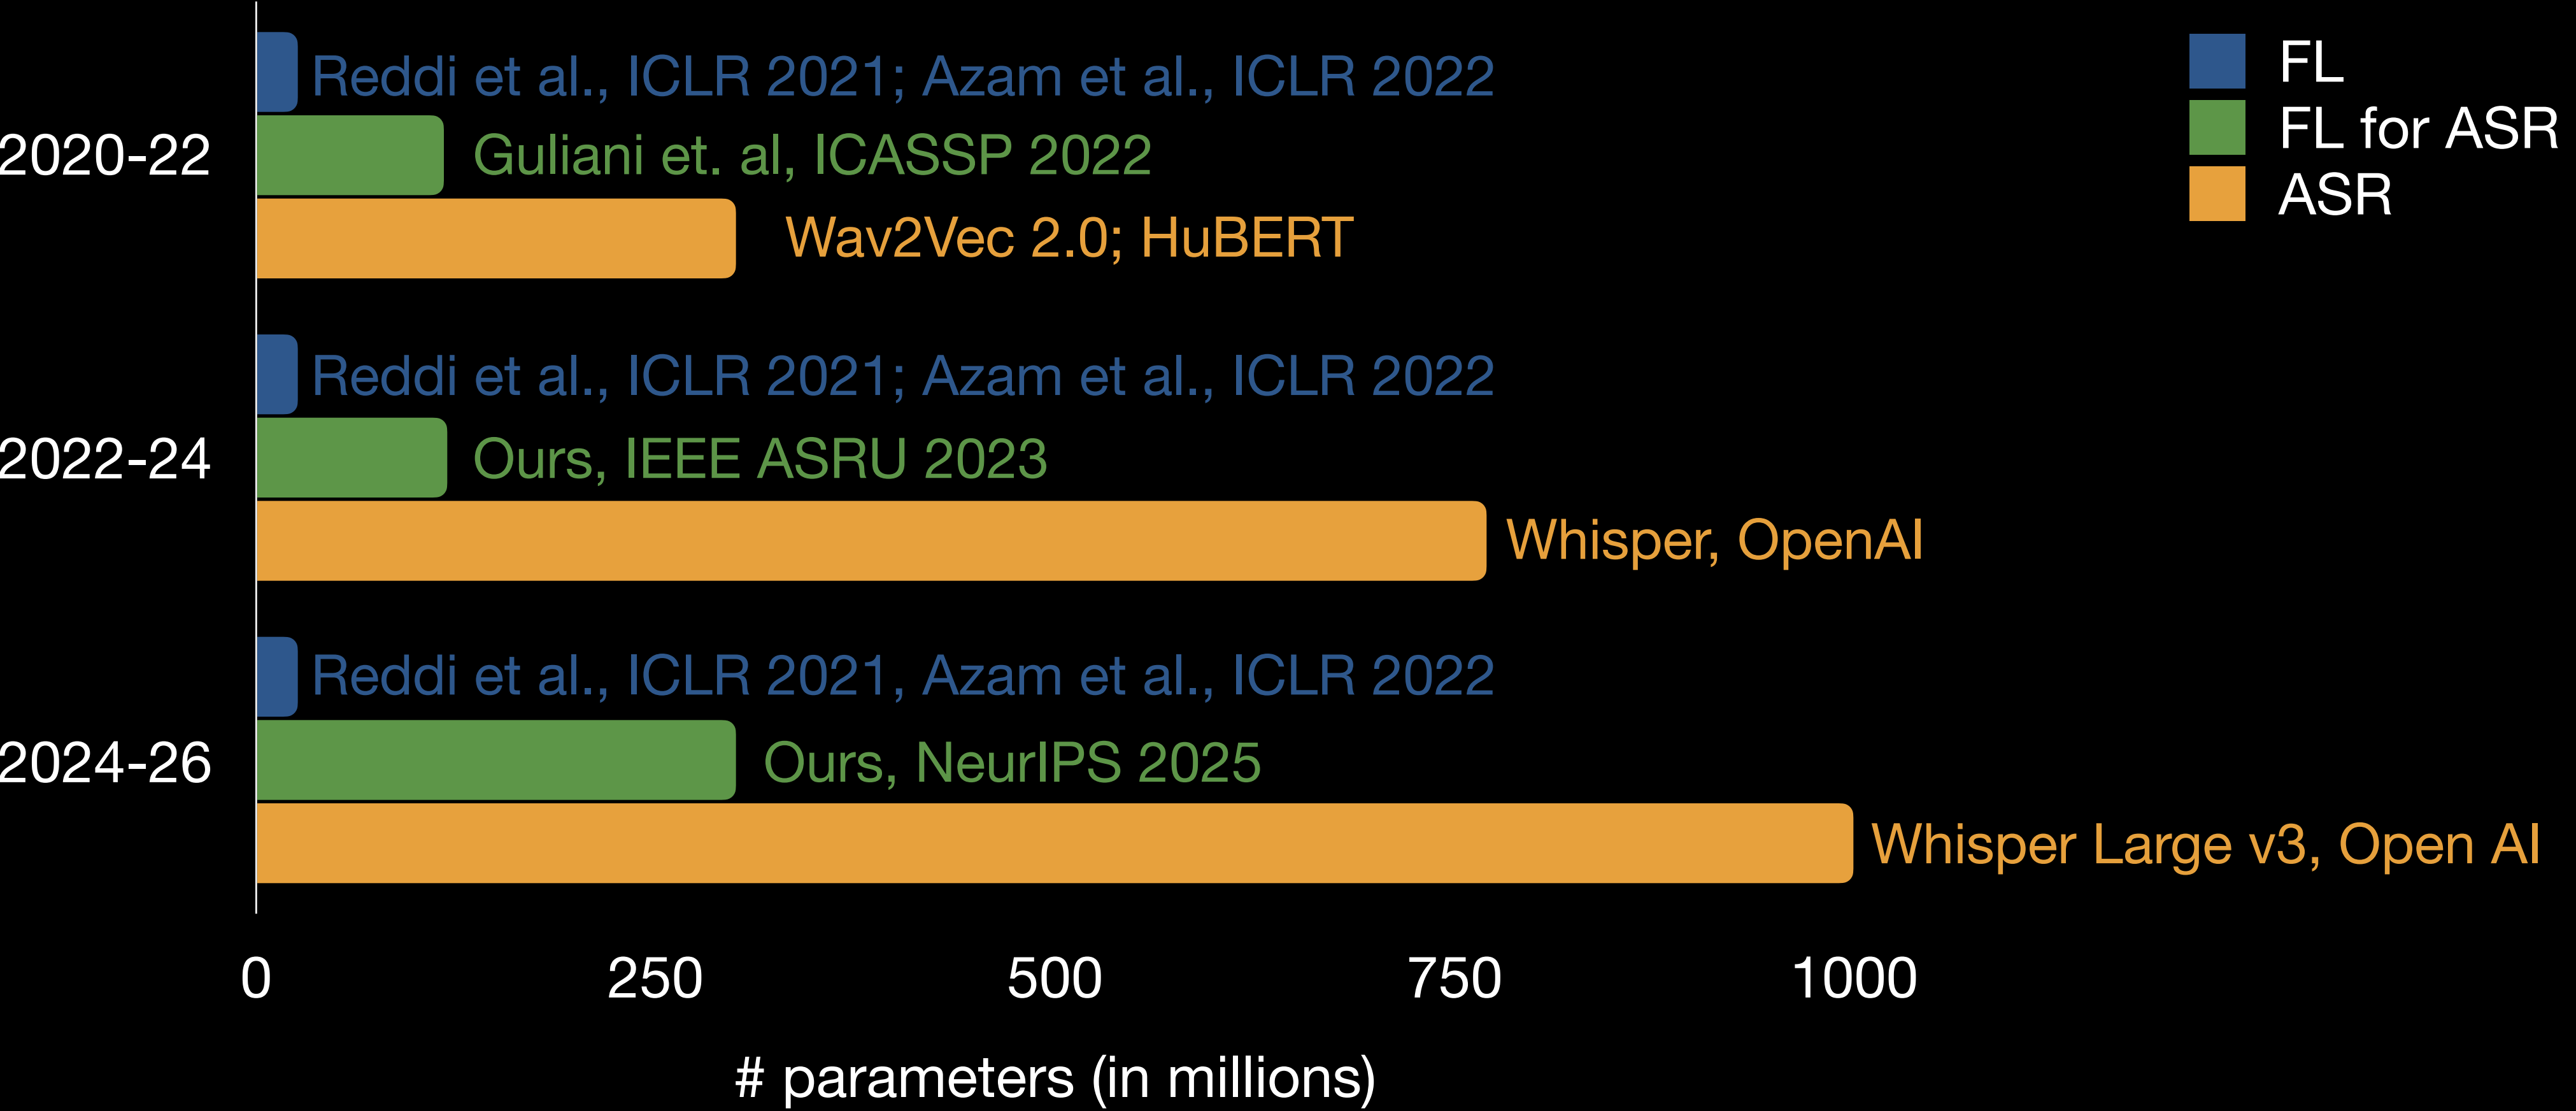 Reddi et al., ICLR 2021; Azam et al., ICLR 2022
2020-22
Guliani et. al, ICASSP 2022
Wav2Vec 2.0; HuBERT
Reddi et al., ICLR 2021; Azam et al., ICLR 2022
2022-24
Ours, IEEE ASRU 2023
Whisper, OpenAI
Reddi et al., ICLR 2021, Azam et al., ICLR 2022
2024-26
Ours, NeurIPS 2025
Whisper Large v3, Open AI
0 250 500 750 1000
# parameters (in millions)
FL
FL for ASR
ASR